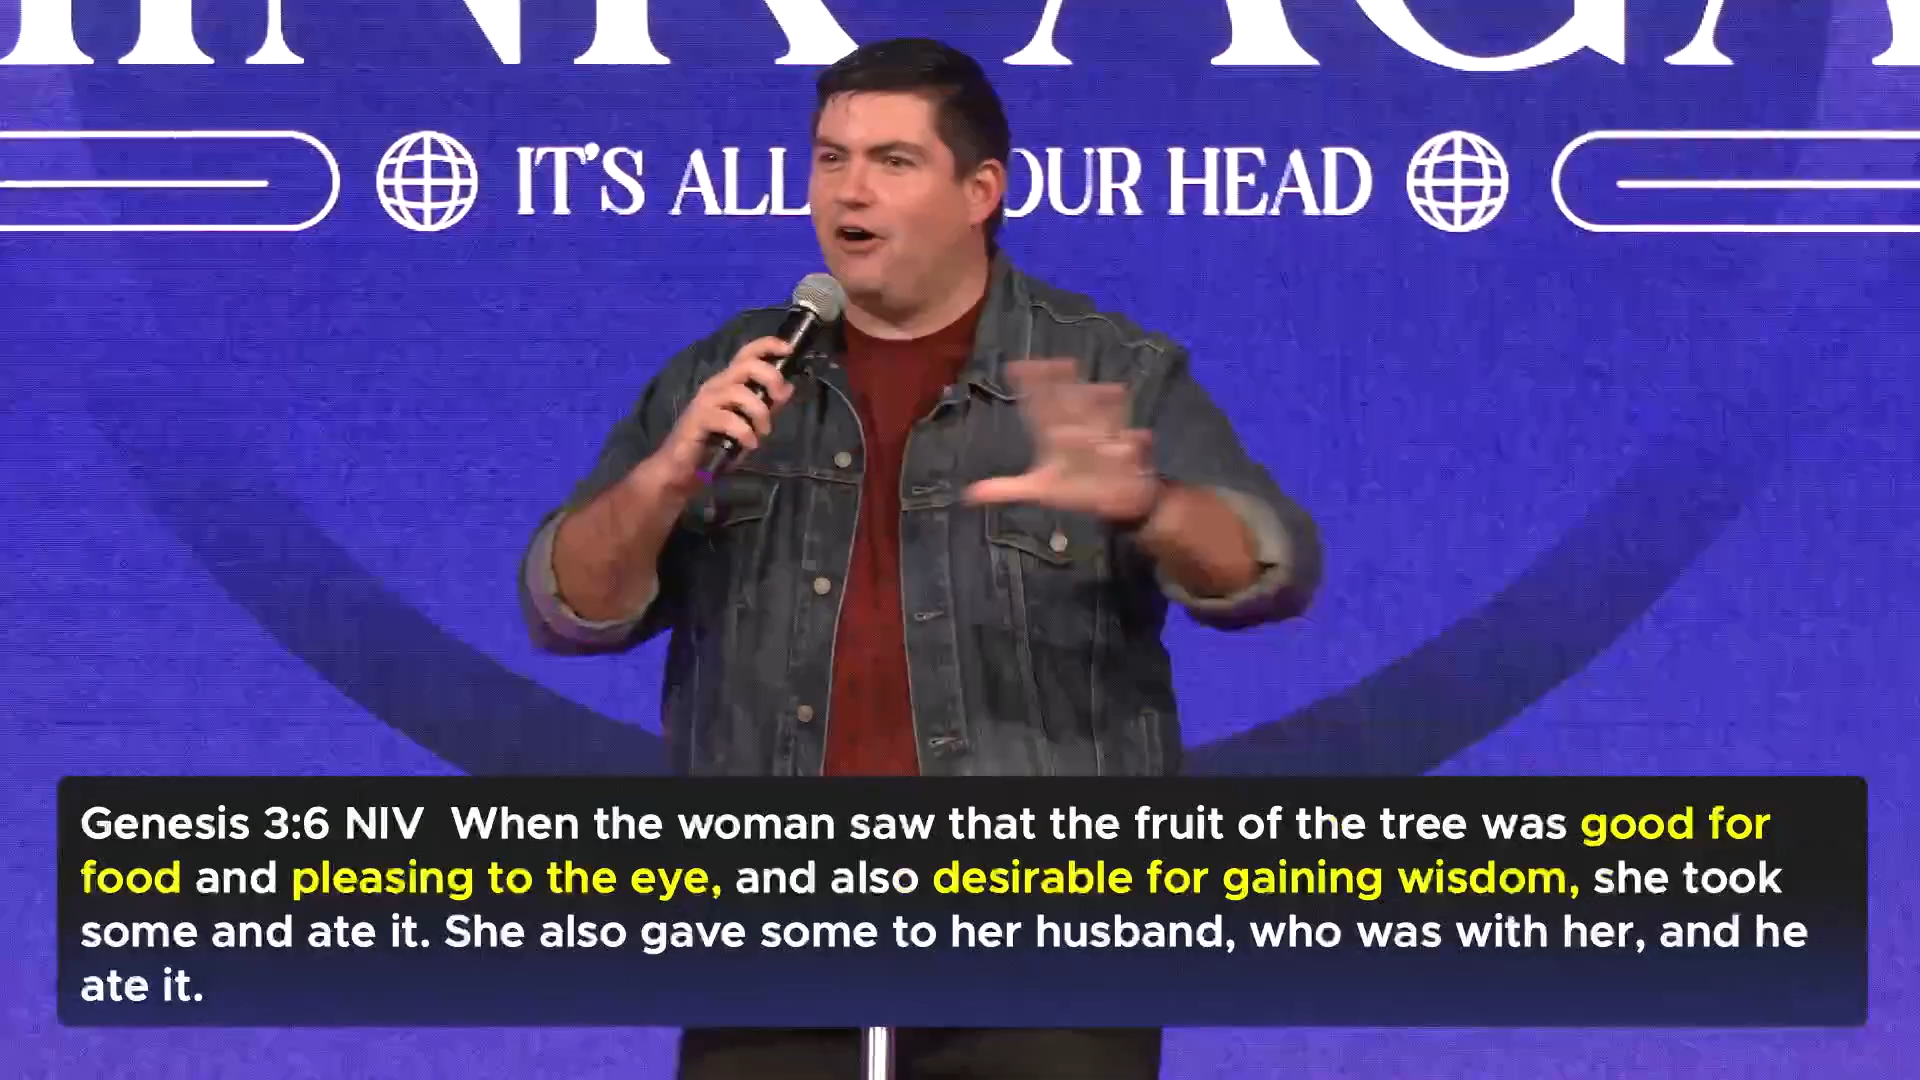 IT'S ALL OUR HEAD
Genesis 3:6 NIV When the woman saw that the fruit of the tree was good for
food and pleasing to the eye, and also desirable for gaining wisdom, she took
some and ate it. She also gave some to her husband, who was with her, and he
ate it.